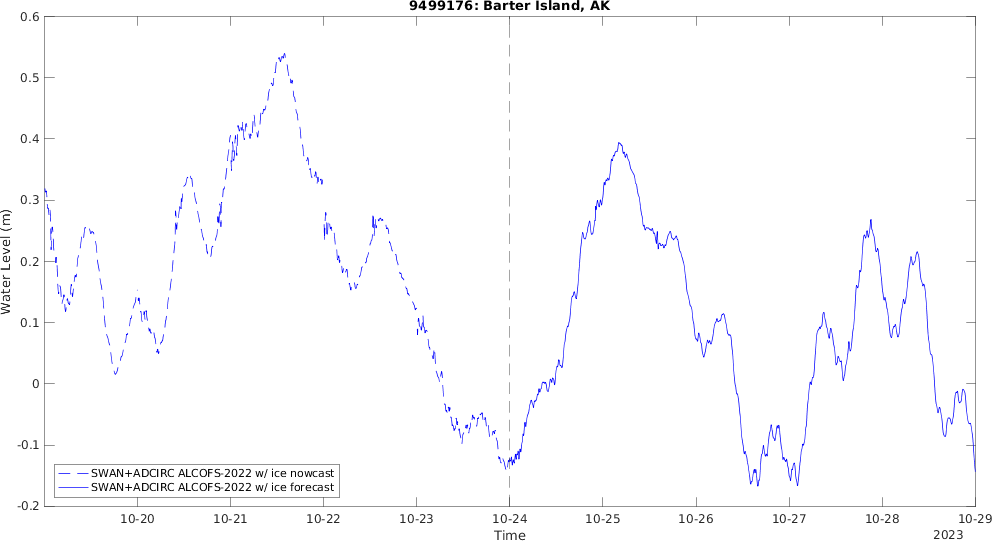 9499176: Barter Island, AK
0.6
0.5
0.4
0.3
0.2
0.1
0
-0.1
-0.2
Water Level (m)
SWAN+ADCIRC ALCOFS-2022 w/ ice nowcast
SWAN+ADCIRC ALCOFS-2022 w/ ice forecast
10-20 10-21 10-22 10-23 10-24 10-25 10-26 10-27 10-28 10-29
Time
2023